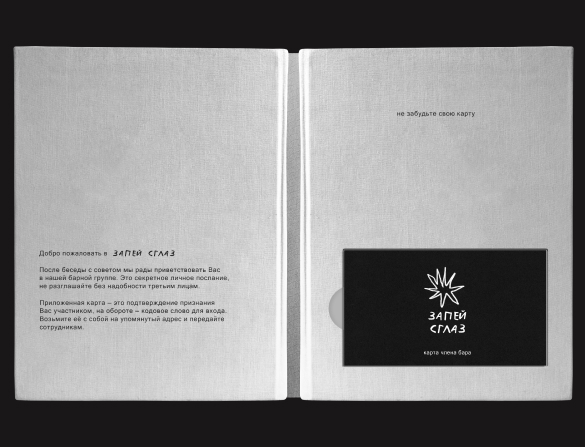 Добро пожаловать в ЗАПЕЙ СГЛАЗ
После беседы с советом мы рады приветствовать Вас
в нашей барной группе. Это секретное личное послание,
не разглашайте без надобности третьим лицам.
Приложенная карта – это подтверждение признания
Вас участником, на обороте – кодовое слово для входа.
Возьмите её с собой на упомянутый адрес и передайте
сотрудникам.
не забудьте свою карту
ЗАПЕЙ
СГЛАЗ
карта члена бара